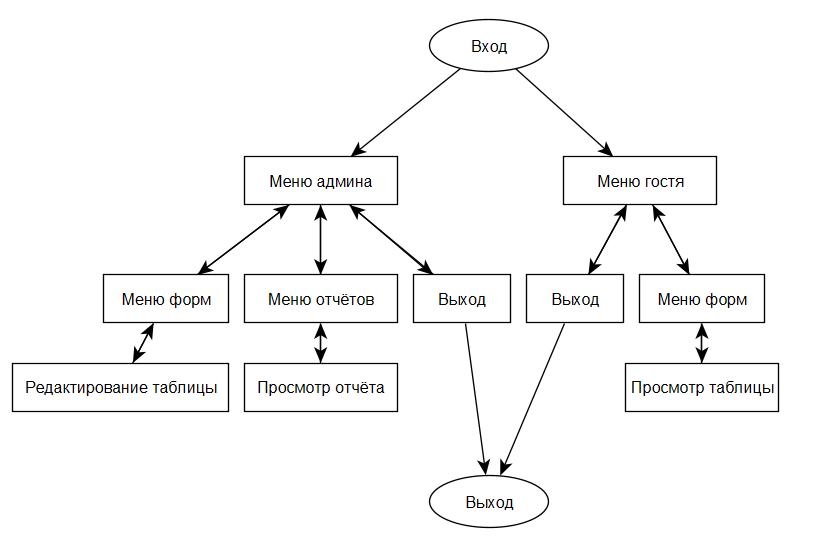 Вход
Меню админа
Меню гостя
Меню форм
Меню отчётов
Выход
Выход
Меню форм
Редактирование таблицы
Просмотр отчёта
Просмотр таблицы
Выход